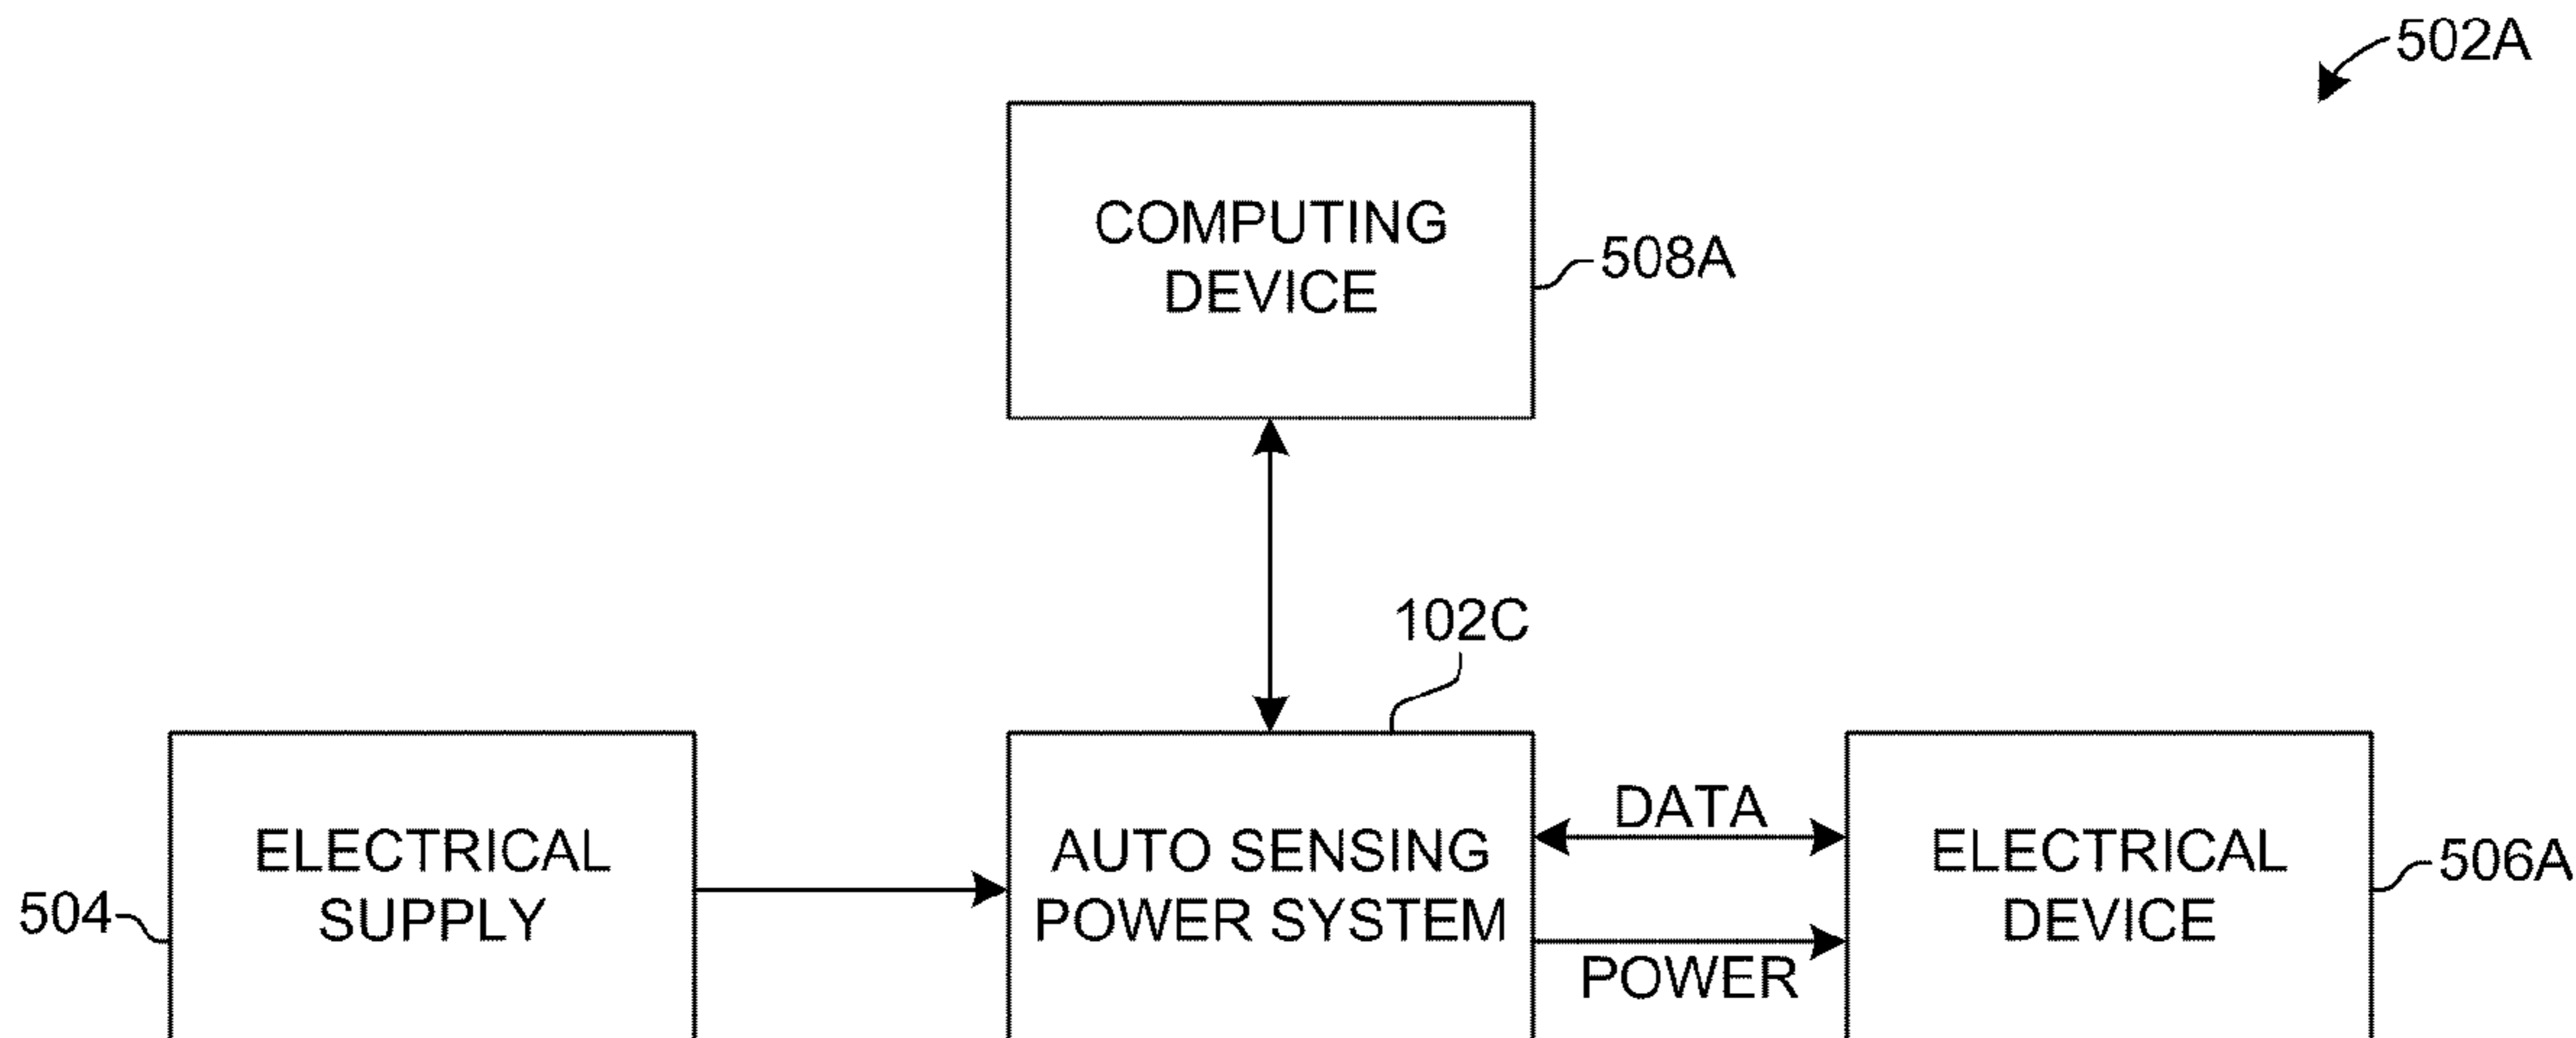 502A
COMPUTING
DEVICE
508A
102C
ELECTRICAL
SUPPLY
504
AUTO SENSING
POWER SYSTEM
DATA
POWER
ELECTRICAL
DEVICE
506A